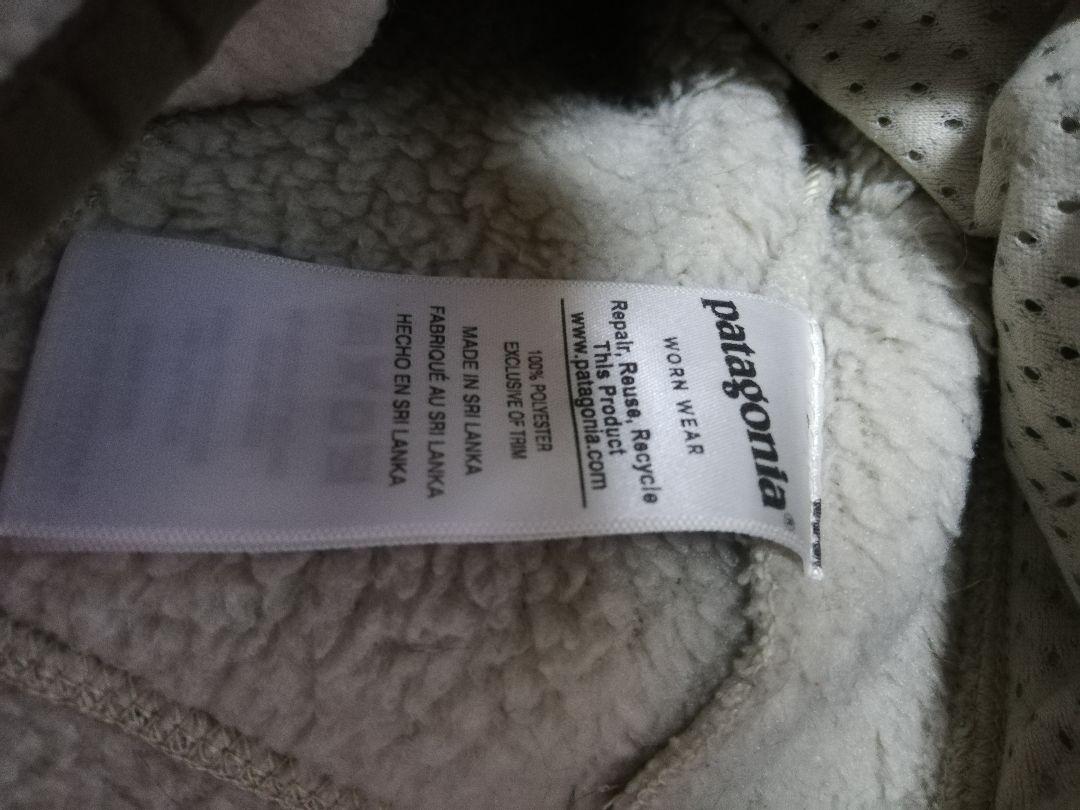 patagonia®
WORN WEAR
Repair, Reuse, Recycle
This Product
www.patagonia.com
100% POLYESTER
EXCLUSIVE OF TRIM
MADE IN SRI LANKA
FABRIQUÉ AU SRI LANKA
HECHO EN SRI LANKA